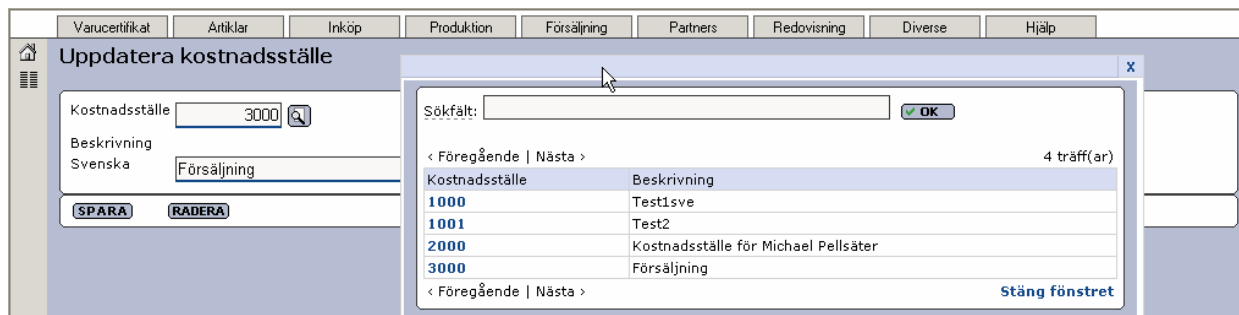 Varucertifikat Artiklar Inköp Produktion Försäljning Partners Redovisning Diverse Hjälp
Uppdatera kostnadsställe
x
Kostnadsställe 3000
Beskrivning
Svenska Försäljning
SPARA RADERA
Sökfält: OK
‹ Föregående | Nästa › 4 träff(ar)
Kostnadsställe Beskrivning
1000 Test1sve
1001 Test2
2000 Kostnadsställe för Michael Pellsäter
3000 Försäljning
‹ Föregående | Nästa › Stäng fönstret